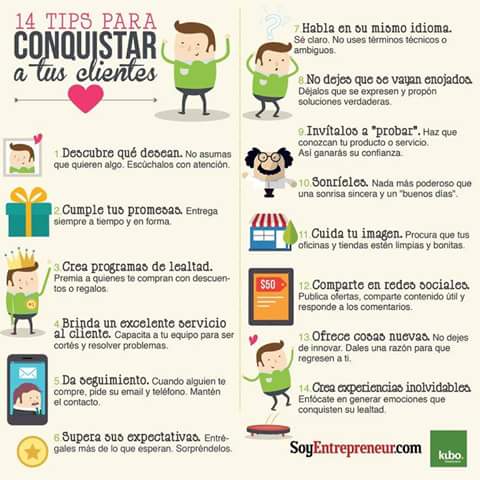 14 TIPS PARA
CONQUISTAR
a tus clientes
1. Descubre qué desean. No asumas
que quieren algo. Escúchalos con atención.
2. Cumple tus promesas. Entrega
siempre a tiempo y en forma.
3. Crea programas de lealtad.
Premia a quienes te compran con descuen-
tos o regalos.
4. Brinda un excelente servicio
al cliente. Capacita a tu equipo para ser
cortés y resolver problemas.
5. Da seguimiento. Cuando alguien te
compre, pide su email y teléfono. Mantén
el contacto.
6. Supera sus expectativas. Entré-
gales más de lo que esperan. Sorpréndelos.
7. Habla en su mismo idioma.
Sé claro. No uses términos técnicos o
ambiguos.
8. No dejes que se vayan enojados.
Déjalos que se expresen y propón
soluciones verdaderas.
9. Invítalos a "probar". Haz que
conozcan tu producto o servicio.
Así ganarás su confianza.
10. Sonríeles. Nada más poderoso que
una sonrisa sincera y un "buenos días".
11. Cuida tu imagen. Procura que tus
oficinas y tiendas estén limpias y bonitas.
$50
12. Comparte en redes sociales.
Publica ofertas, comparte contenido útil y
responde a los comentarios.
13. Ofrece cosas nuevas. No dejes
de innovar. Dales una razón para que
regresen a ti.
14. Crea experiencias inolvidables.
Enfócate en generar emociones que
conquisten su lealtad.
SoyEntrepreneur.com
kubo.